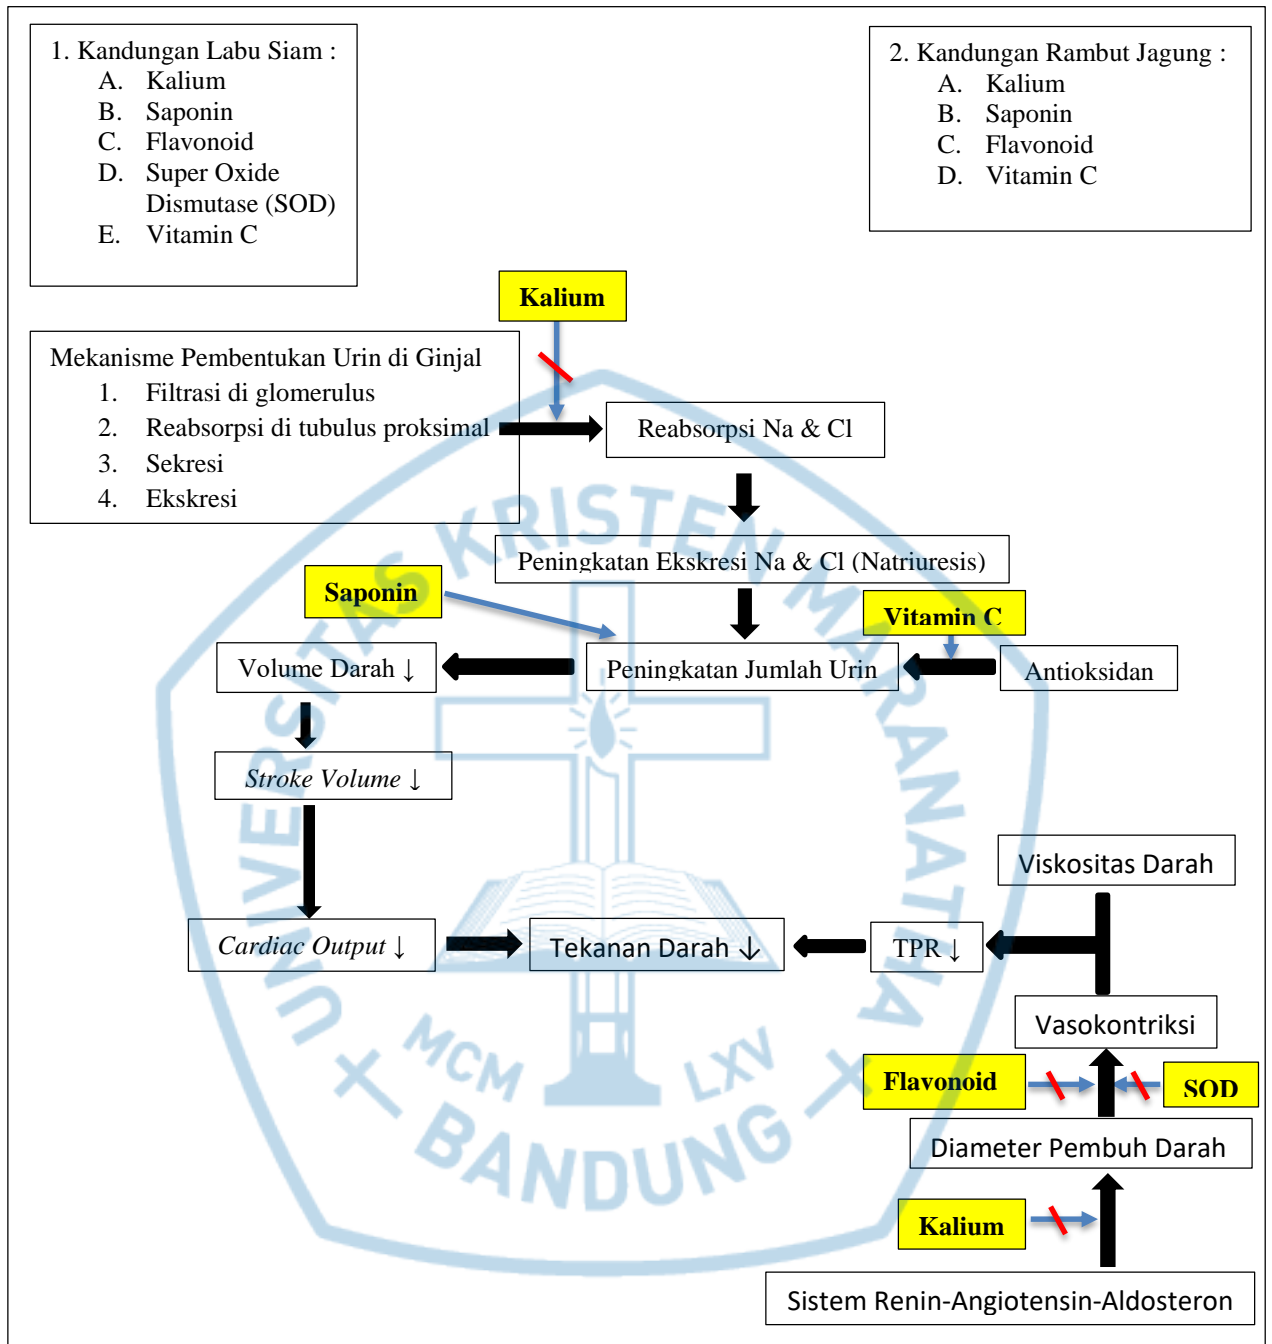 1. Kandungan Labu Siam :
A. Kalium
B. Saponin
C. Flavonoid
D. Super Oxide
Dismutase (SOD)
E. Vitamin C
2. Kandungan Rambut Jagung :
A. Kalium
B. Saponin
C. Flavonoid
D. Vitamin C
Kalium
Mekanisme Pembentukan Urin di Ginjal
1. Filtrasi di glomerulus
2. Reabsorpsi di tubulus proksimal
3. Sekresi
4. Ekskresi
Reabsorpsi Na & Cl
Peningkatan Ekskresi Na & Cl (Natriuresis)
Saponin
Vitamin C
Volume Darah ↓
Peningkatan Jumlah Urin
Antioksidan
Stroke Volume ↓
Viskositas Darah
Cardiac Output ↓
Tekanan Darah ↓
TPR ↓
Vasokontriksi
Flavonoid
SOD
Diameter Pembuh Darah
Kalium
Sistem Renin-Angiotensin-Aldosteron
UNIVERSITAS KRISTEN MARANATHA
MCM LXV
BANDUNG